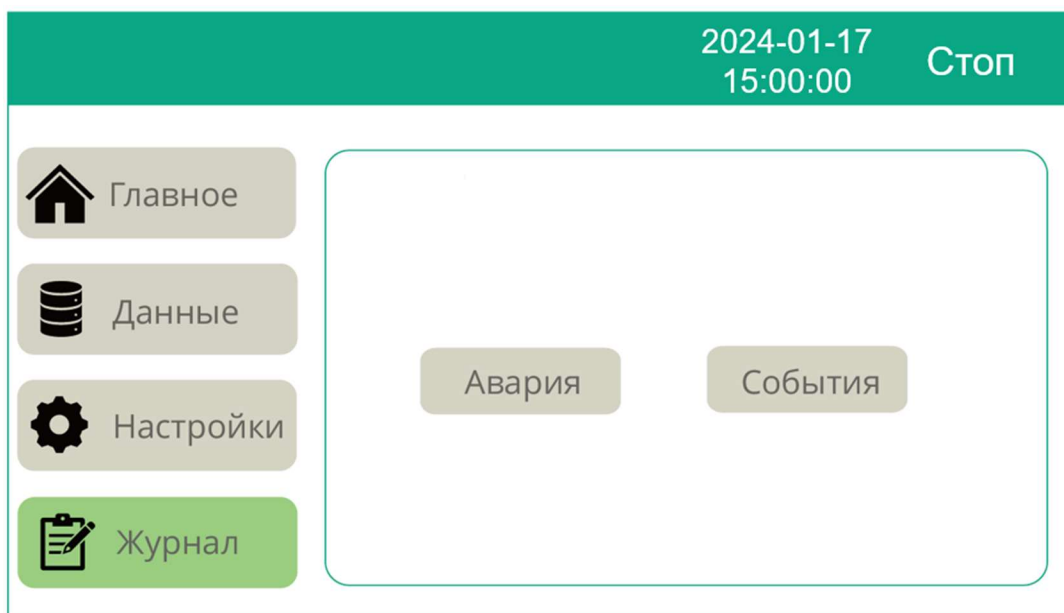 2024-01-17
15:00:00
Стоп
Главное
Данные
Настройки
Журнал
Авария
События